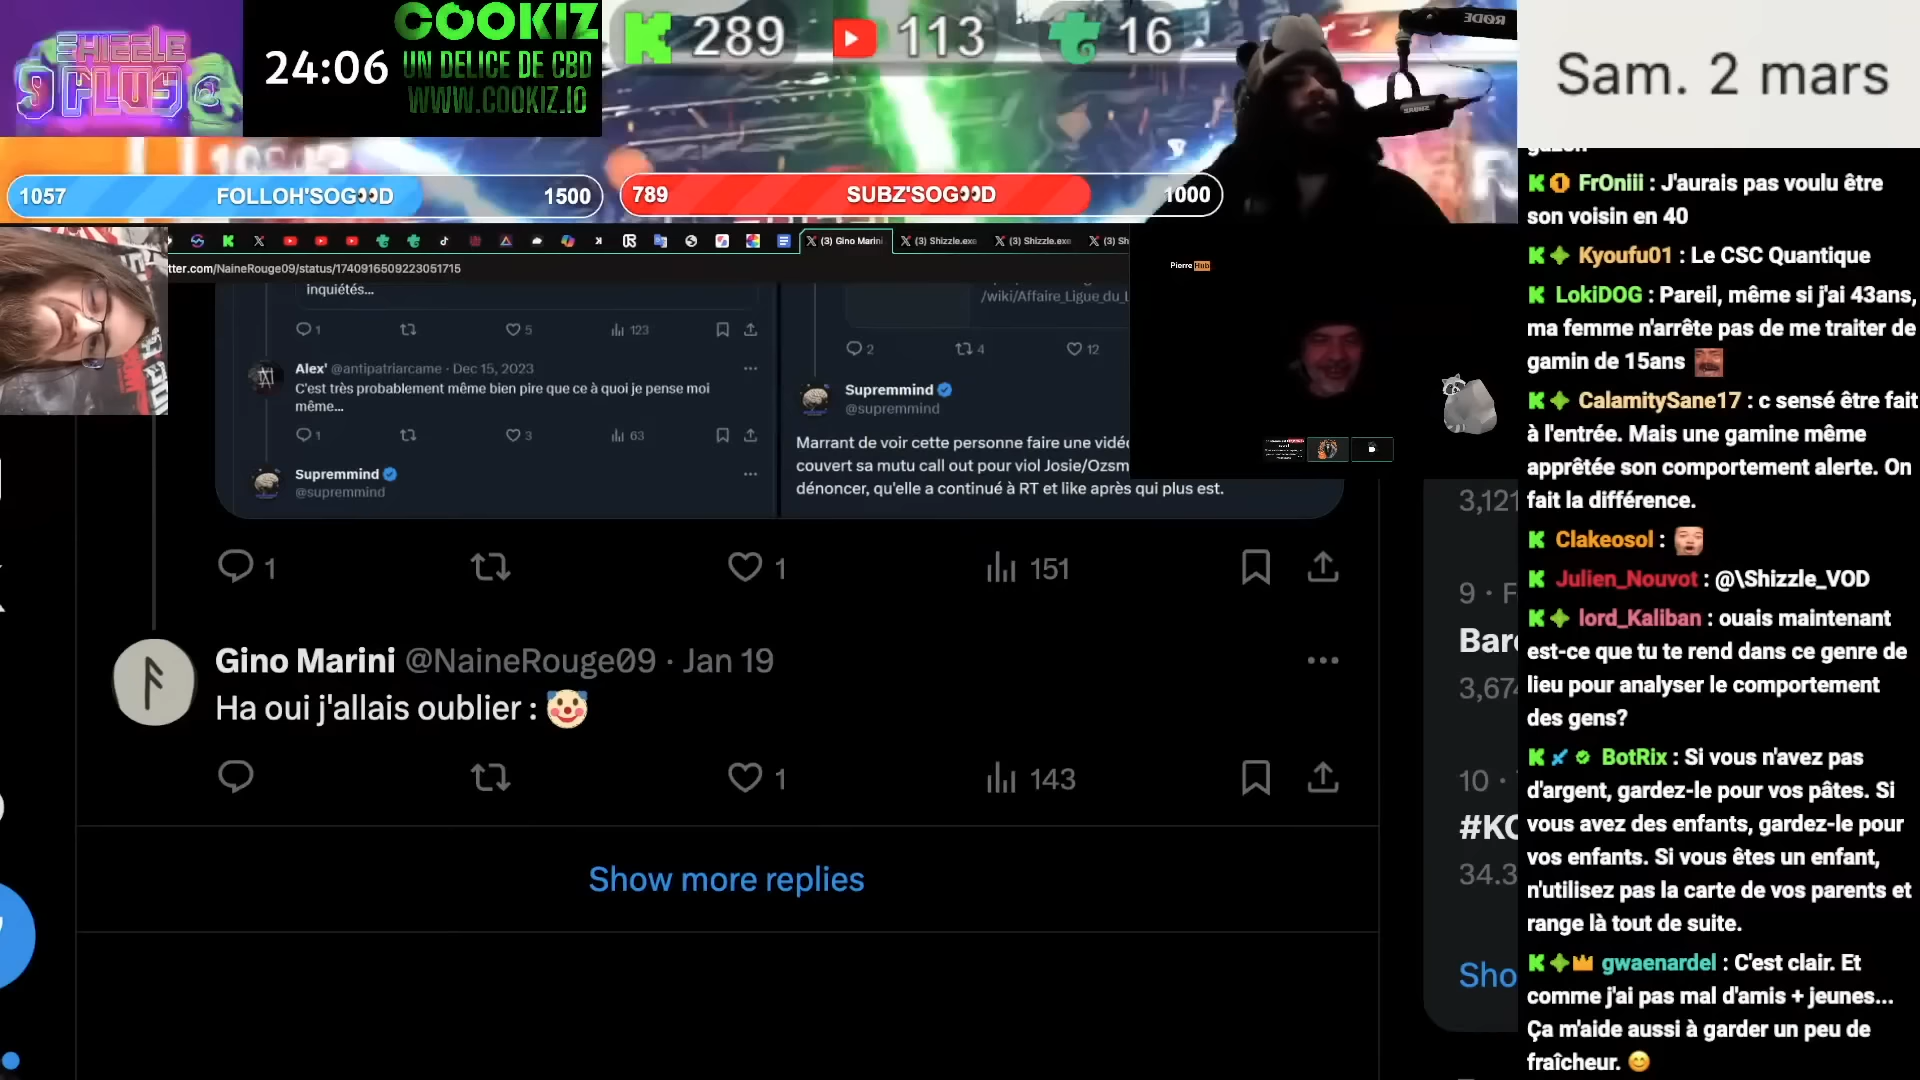 SHIZZLE
9 PLUS
24:06
COOKIZ
UN DELICE DE CBD
WWW.COOKIZ.IO
289
113
16
RØDE
Sam. 2 mars
1057
FOLLOH'SOG👀D
1500
789
SUBZ'SOG👀D
1000
(3) Gino Marini
(3) Shizzle.exe
(3) Shizzle.exe
(3) Sh
tter.com/NaineRouge09/status/1740916509223051715
PierreHub
inquiétés...
1
5
123
Alex' @antipatriarcame · Dec 15, 2023
C'est très probablement même bien pire que ce à quoi je pense moi
même...
1
3
63
Supremmind
@supremmind
/wiki/Affaire_Ligue_du_L
2
4
12
Supremmind
@supremmind
Marrant de voir cette personne faire une vidé
couvert sa mutu call out pour viol Josie/Ozsm
dénoncer, qu'elle a continué à RT et like après qui plus est.
1
1
151
Gino Marini @NaineRouge09 · Jan 19
Ha oui j'allais oublier : 🤡
1
143
Show more replies
3,121
9 · F
Bar
3,67
10 ·
#KC
34.3
Sho
FrOniii : J'aurais pas voulu être
son voisin en 40
Kyoufu01 : Le CSC Quantique
LokiDOG : Pareil, même si j'ai 43ans,
ma femme n'arrête pas de me traiter de
gamin de 15ans
CalamitySane17 : c sensé être fait
à l'entrée. Mais une gamine même
apprêtée son comportement alerte. On
fait la différence.
Clakeosol :
Julien_Nouvot : @\Shizzle_VOD
lord_Kaliban : ouais maintenant
est-ce que tu te rend dans ce genre de
lieu pour analyser le comportement
des gens?
BotRix : Si vous n'avez pas
d'argent, gardez-le pour vos pâtes. Si
vous avez des enfants, gardez-le pour
vos enfants. Si vous êtes un enfant,
n'utilisez pas la carte de vos parents et
range là tout de suite.
gwaenardel : C'est clair. Et
comme j'ai pas mal d'amis + jeunes...
Ça m'aide aussi à garder un peu de
fraîcheur. 😊